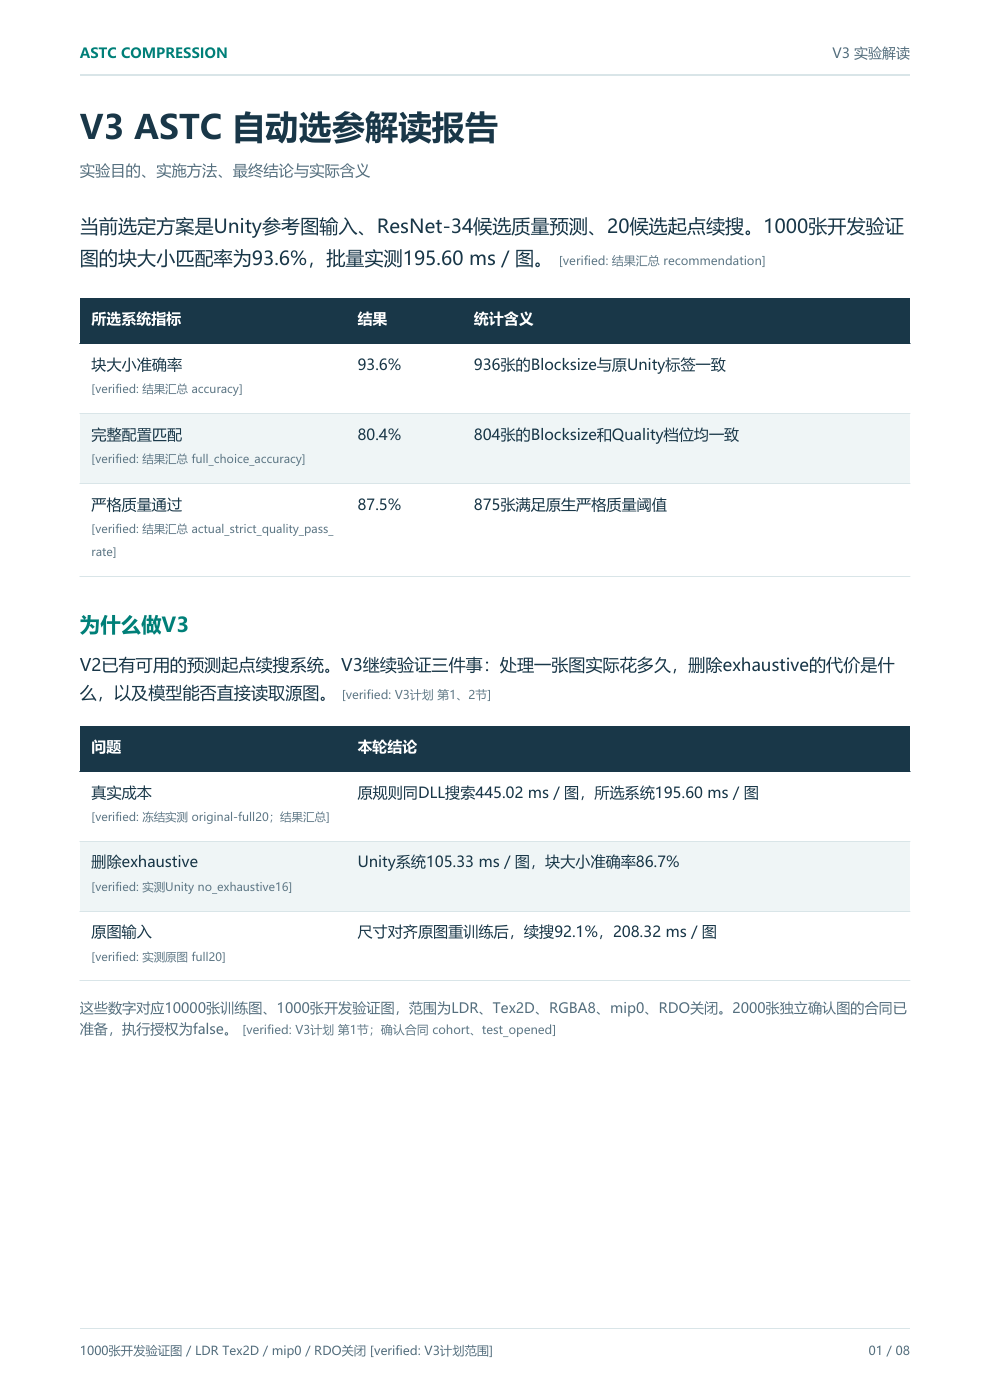 ASTC COMPRESSION
V3 实验解读
V3 ASTC 自动选参解读报告
实验目的、实施方法、最终结论与实际含义
当前选定方案是Unity参考图输入、ResNet-34候选质量预测、20候选起点续搜。1000张开发验证
图的块大小匹配率为93.6%，批量实测195.60 ms / 图。 [verified: 结果汇总 recommendation]
所选系统指标 结果 统计含义
块大小准确率 93.6% 936张的Blocksize与原Unity标签一致
[verified: 结果汇总 accuracy]
完整配置匹配 80.4% 804张的Blocksize和Quality档位均一致
[verified: 结果汇总 full_choice_accuracy]
严格质量通过 87.5% 875张满足原生严格质量阈值
[verified: 结果汇总 actual_strict_quality_pass_
rate]
为什么做V3
V2已有可用的预测起点续搜系统。V3继续验证三件事：处理一张图实际花多久，删除exhaustive的代价是什
么，以及模型能否直接读取源图。 [verified: V3计划 第1、2节]
问题 本轮结论
真实成本 原规则同DLL搜索445.02 ms / 图，所选系统195.60 ms / 图
[verified: 冻结实测 original-full20；结果汇总]
删除exhaustive Unity系统105.33 ms / 图，块大小准确率86.7%
[verified: 实测Unity no_exhaustive16]
原图输入 尺寸对齐原图重训练后，续搜92.1%，208.32 ms / 图
[verified: 实测原图 full20]
这些数字对应10000张训练图、1000张开发验证图，范围为LDR、Tex2D、RGBA8、mip0、RDO关闭。2000张独立确认图的合同已
准备，执行授权为false。 [verified: V3计划 第1节；确认合同 cohort、test_opened]
1000张开发验证图 / LDR Tex2D / mip0 / RDO关闭 [verified: V3计划范围]
01 / 08